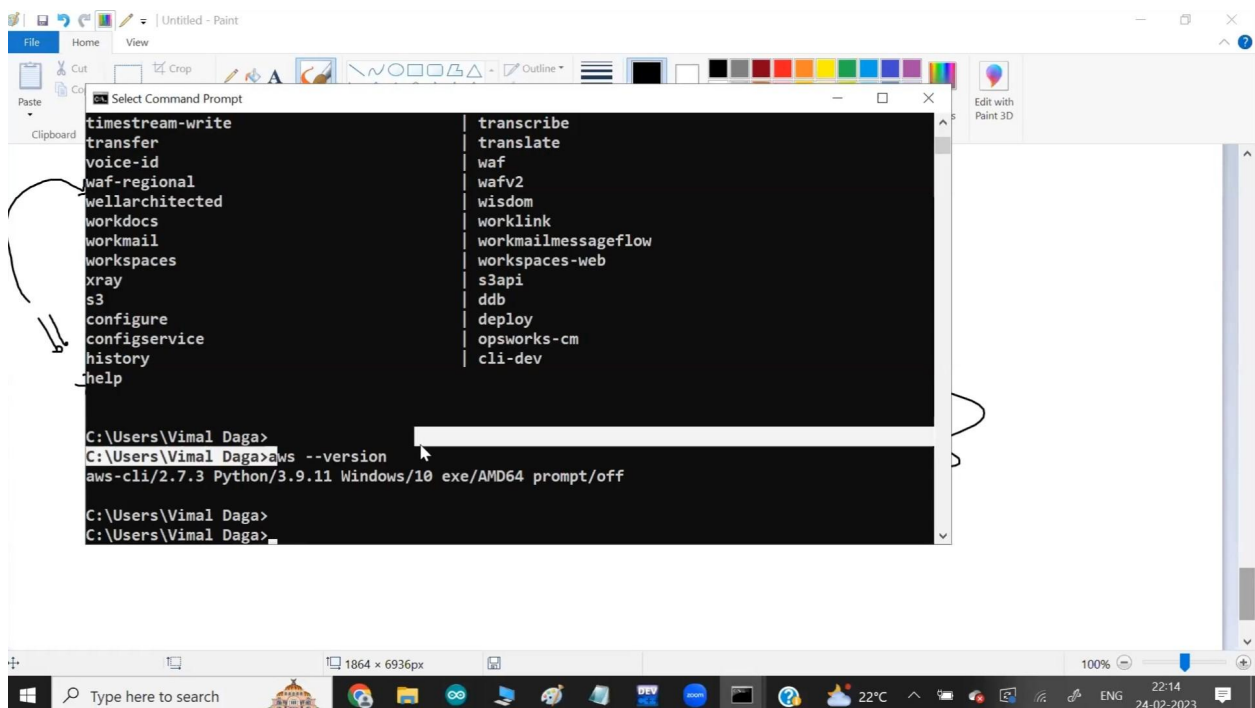 Untitled - Paint
File Home View
Cut
Crop
Outline
Paste
Edit with
Paint 3D
Clipboard
Select Command Prompt
timestream-write | transcribe
transfer | translate
voice-id | waf
waf-regional | wafv2
wellarchitected | wisdom
workdocs | worklink
workmail | workmailmessageflow
workspaces | workspaces-web
xray | s3api
s3 | ddb
configure | deploy
configservice | opsworks-cm
history | cli-dev
help
C:\Users\Vimal Daga>
C:\Users\Vimal Daga>aws --version
aws-cli/2.7.3 Python/3.9.11 Windows/10 exe/AMD64 prompt/off
C:\Users\Vimal Daga>
C:\Users\Vimal Daga>
1864 × 6936px
100%
Type here to search
DEV
zoom
22°C
ENG
22:14
24-02-2023